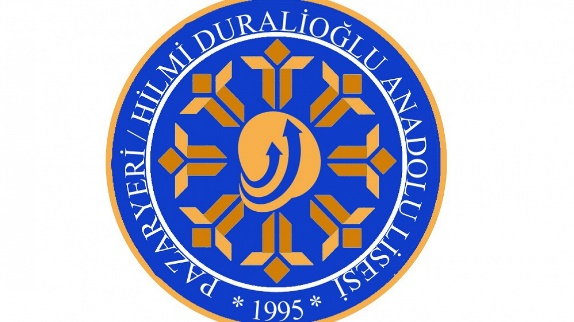 PAZARYERİ / HİLMİ DURALİOĞLU ANADOLU LİSESİ
* 1995 *